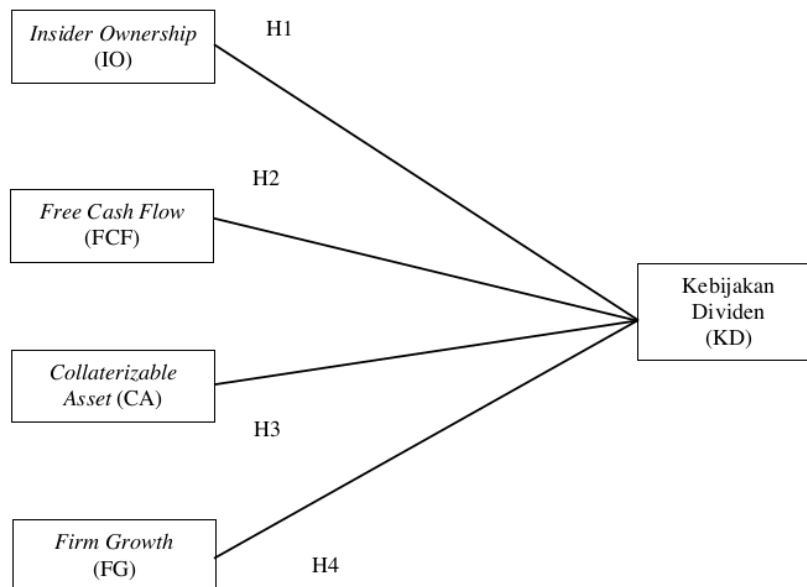 Insider Ownership
(IO)
H1
Free Cash Flow
(FCF)
H2
Kebijakan
Dividen
(KD)
Collaterizable
Asset (CA)
H3
Firm Growth
(FG)
H4